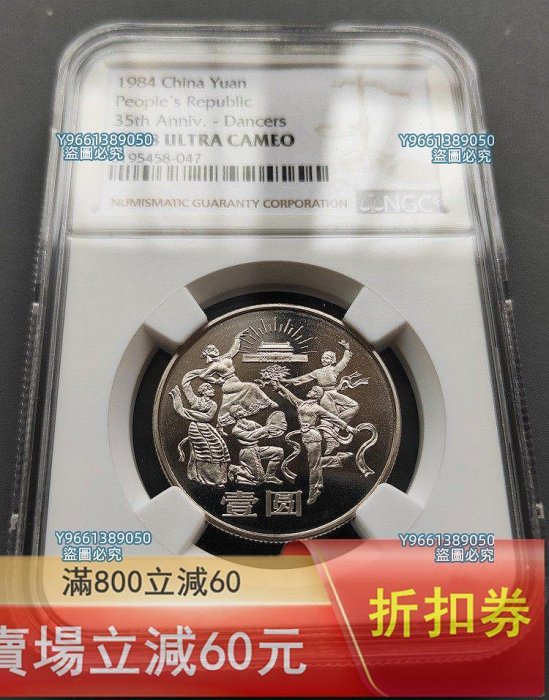 1984 China Yuan
People's Republic
35th Anniv. - Dancers
ULTRA CAMEO
Y9661389050
盜圖必究
Y9661389050
盜圖必究
95458-047
NUMISMATIC GUARANTY CORPORATION
NGC
壹圆
Y9661389050
盜圖必究
Y9661389050
盜圖必究
滿800立減60
賣場立減60元
折扣券